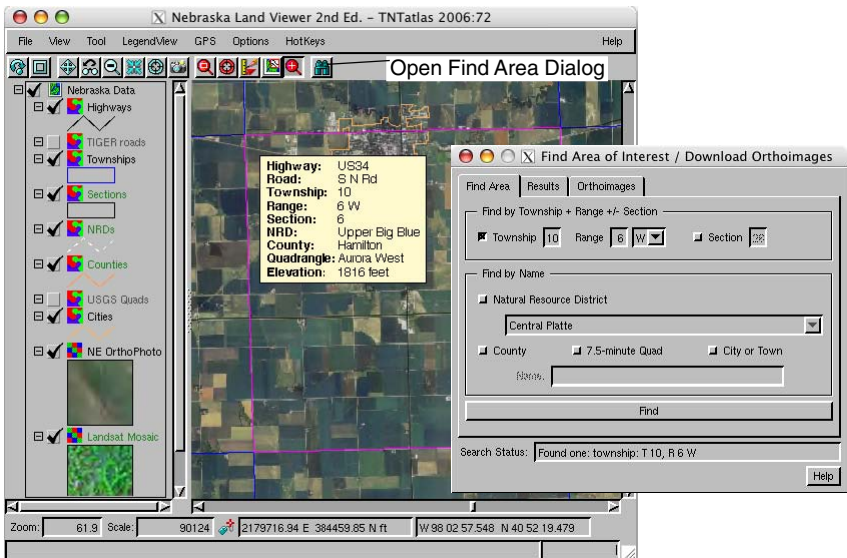 Nebraska Land Viewer 2nd Ed. – TNTatlas 2006:72
File View Tool LegendView GPS Options HotKeys Help
Open Find Area Dialog
Nebraska Data
Highways
TIGER roads
Townships
Sections
NRDs
Counties
USGS Quads
Cities
NE OrthoPhoto
Landsat Mosaic
Highway: US34
Road: S N Rd
Township: 10
Range: 6 W
Section: 6
NRD: Upper Big Blue
County: Hamilton
Quadrangle: Aurora West
Elevation: 1816 feet
Find Area of Interest / Download Orthoimages
Find Area Results Orthoimages
Find by Township + Range +/- Section
Township 10 Range 6 W Section 26
Find by Name
Natural Resource District
Central Platte
County 7.5-minute Quad City or Town
Name:
Find
Search Status: Found one: township: T 10, R 6 W
Help
Zoom: 61.9 Scale: 90124 2179716.94 E 384459.85 N ft W 98 02 57.548 N 40 52 19.479